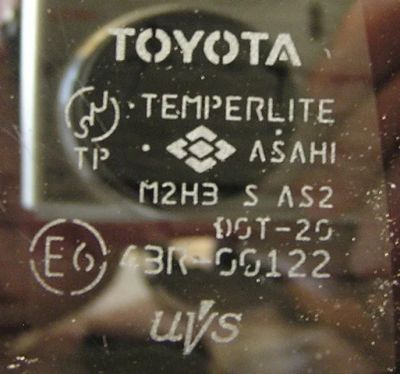 TOYOTA
TEMPERLITE
TP
ASAHI
M2H3 S AS2
DOT-20
E6 43R-00122
UVS